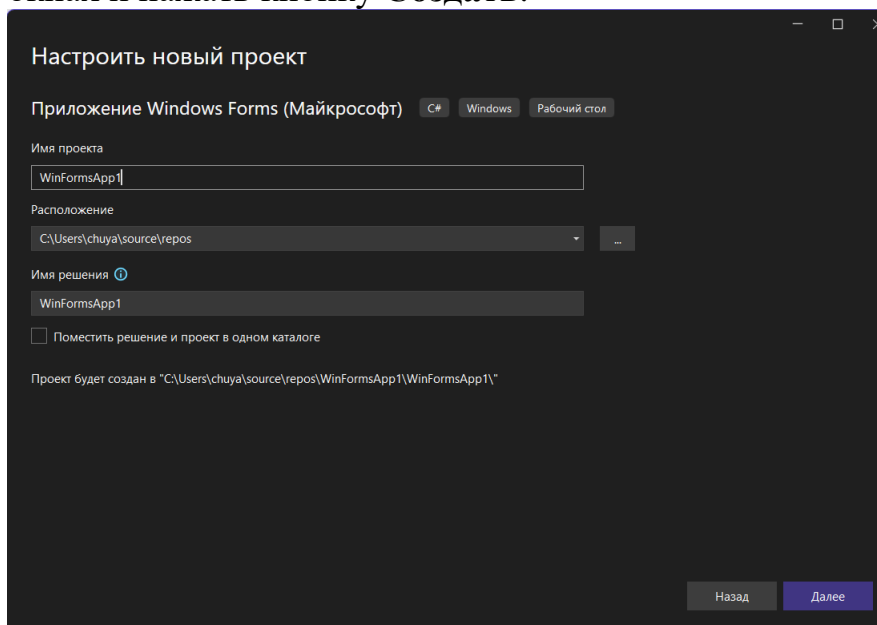 Настроить новый проект
Приложение Windows Forms (Майкрософт) C# Windows Рабочий стол
Имя проекта
WinFormsApp1
Расположение
C:\Users\chuya\source\repos
...
Имя решения
WinFormsApp1
Поместить решение и проект в одном каталоге
Проект будет создан в "C:\Users\chuya\source\repos\WinFormsApp1\WinFormsApp1\"
Назад Далее